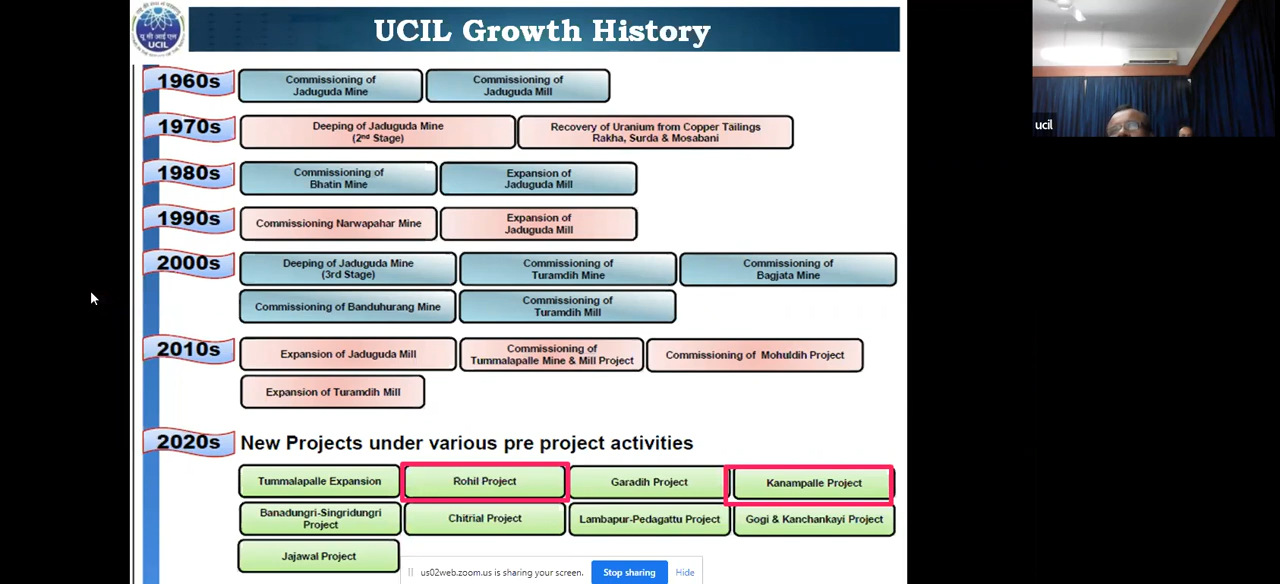 UCIL Growth History
यू सी आई एल
UCIL
ucil
1960s
Commissioning of
Jaduguda Mine
Commissioning of
Jaduguda Mill
1970s
Deeping of Jaduguda Mine
(2nd Stage)
Recovery of Uranium from Copper Tailings
Rakha, Surda & Mosabani
1980s
Commissioning of
Bhatin Mine
Expansion of
Jaduguda Mill
1990s
Commissioning Narwapahar Mine
Expansion of
Jaduguda Mill
2000s
Deeping of Jaduguda Mine
(3rd Stage)
Commissioning of
Turamdih Mine
Commissioning of
Bagjata Mine
Commissioning of Banduhurang Mine
Commissioning of
Turamdih Mill
2010s
Expansion of Jaduguda Mill
Commissioning of
Tummalapalle Mine & Mill Project
Commissioning of Mohuldih Project
Expansion of Turamdih Mill
2020s
New Projects under various pre project activities
Tummalapalle Expansion
Rohil Project
Garadih Project
Kanampalle Project
Banadungri-Singridungri
Project
Chitrial Project
Lambapur-Pedagattu Project
Gogi & Kanchankayi Project
Jajawal Project
us02web.zoom.us is sharing your screen.
Stop sharing
Hide